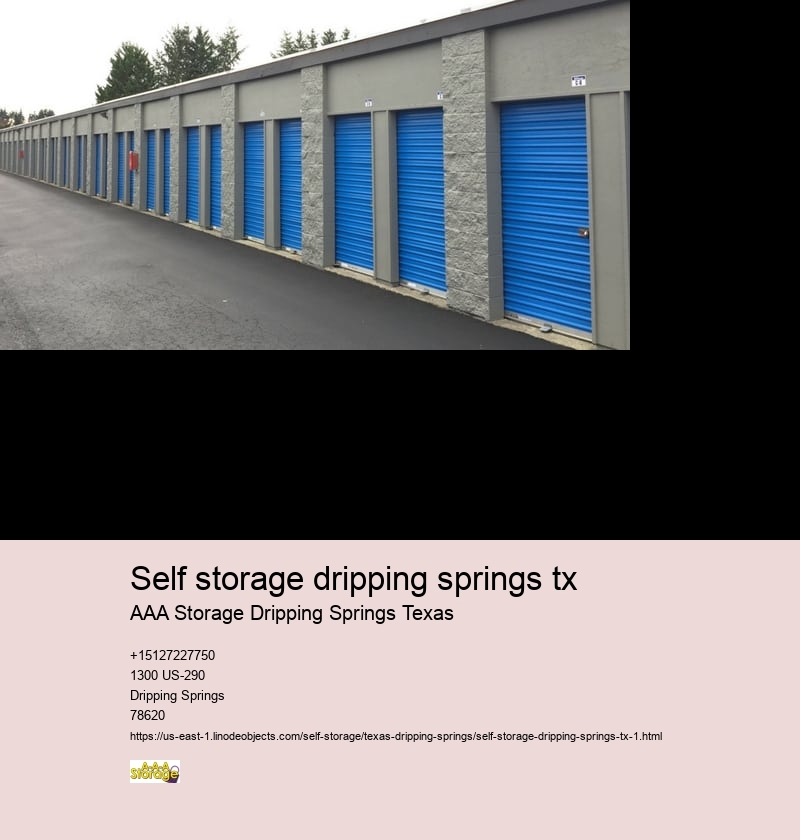 Self storage dripping springs tx
AAA Storage Dripping Springs Texas
+15127227750
1300 US-290
Dripping Springs
78620
https://us-east-1.linodeobjects.com/self-storage/texas-dripping-springs/self-storage-dripping-springs-tx-1.html
AAA
Storage